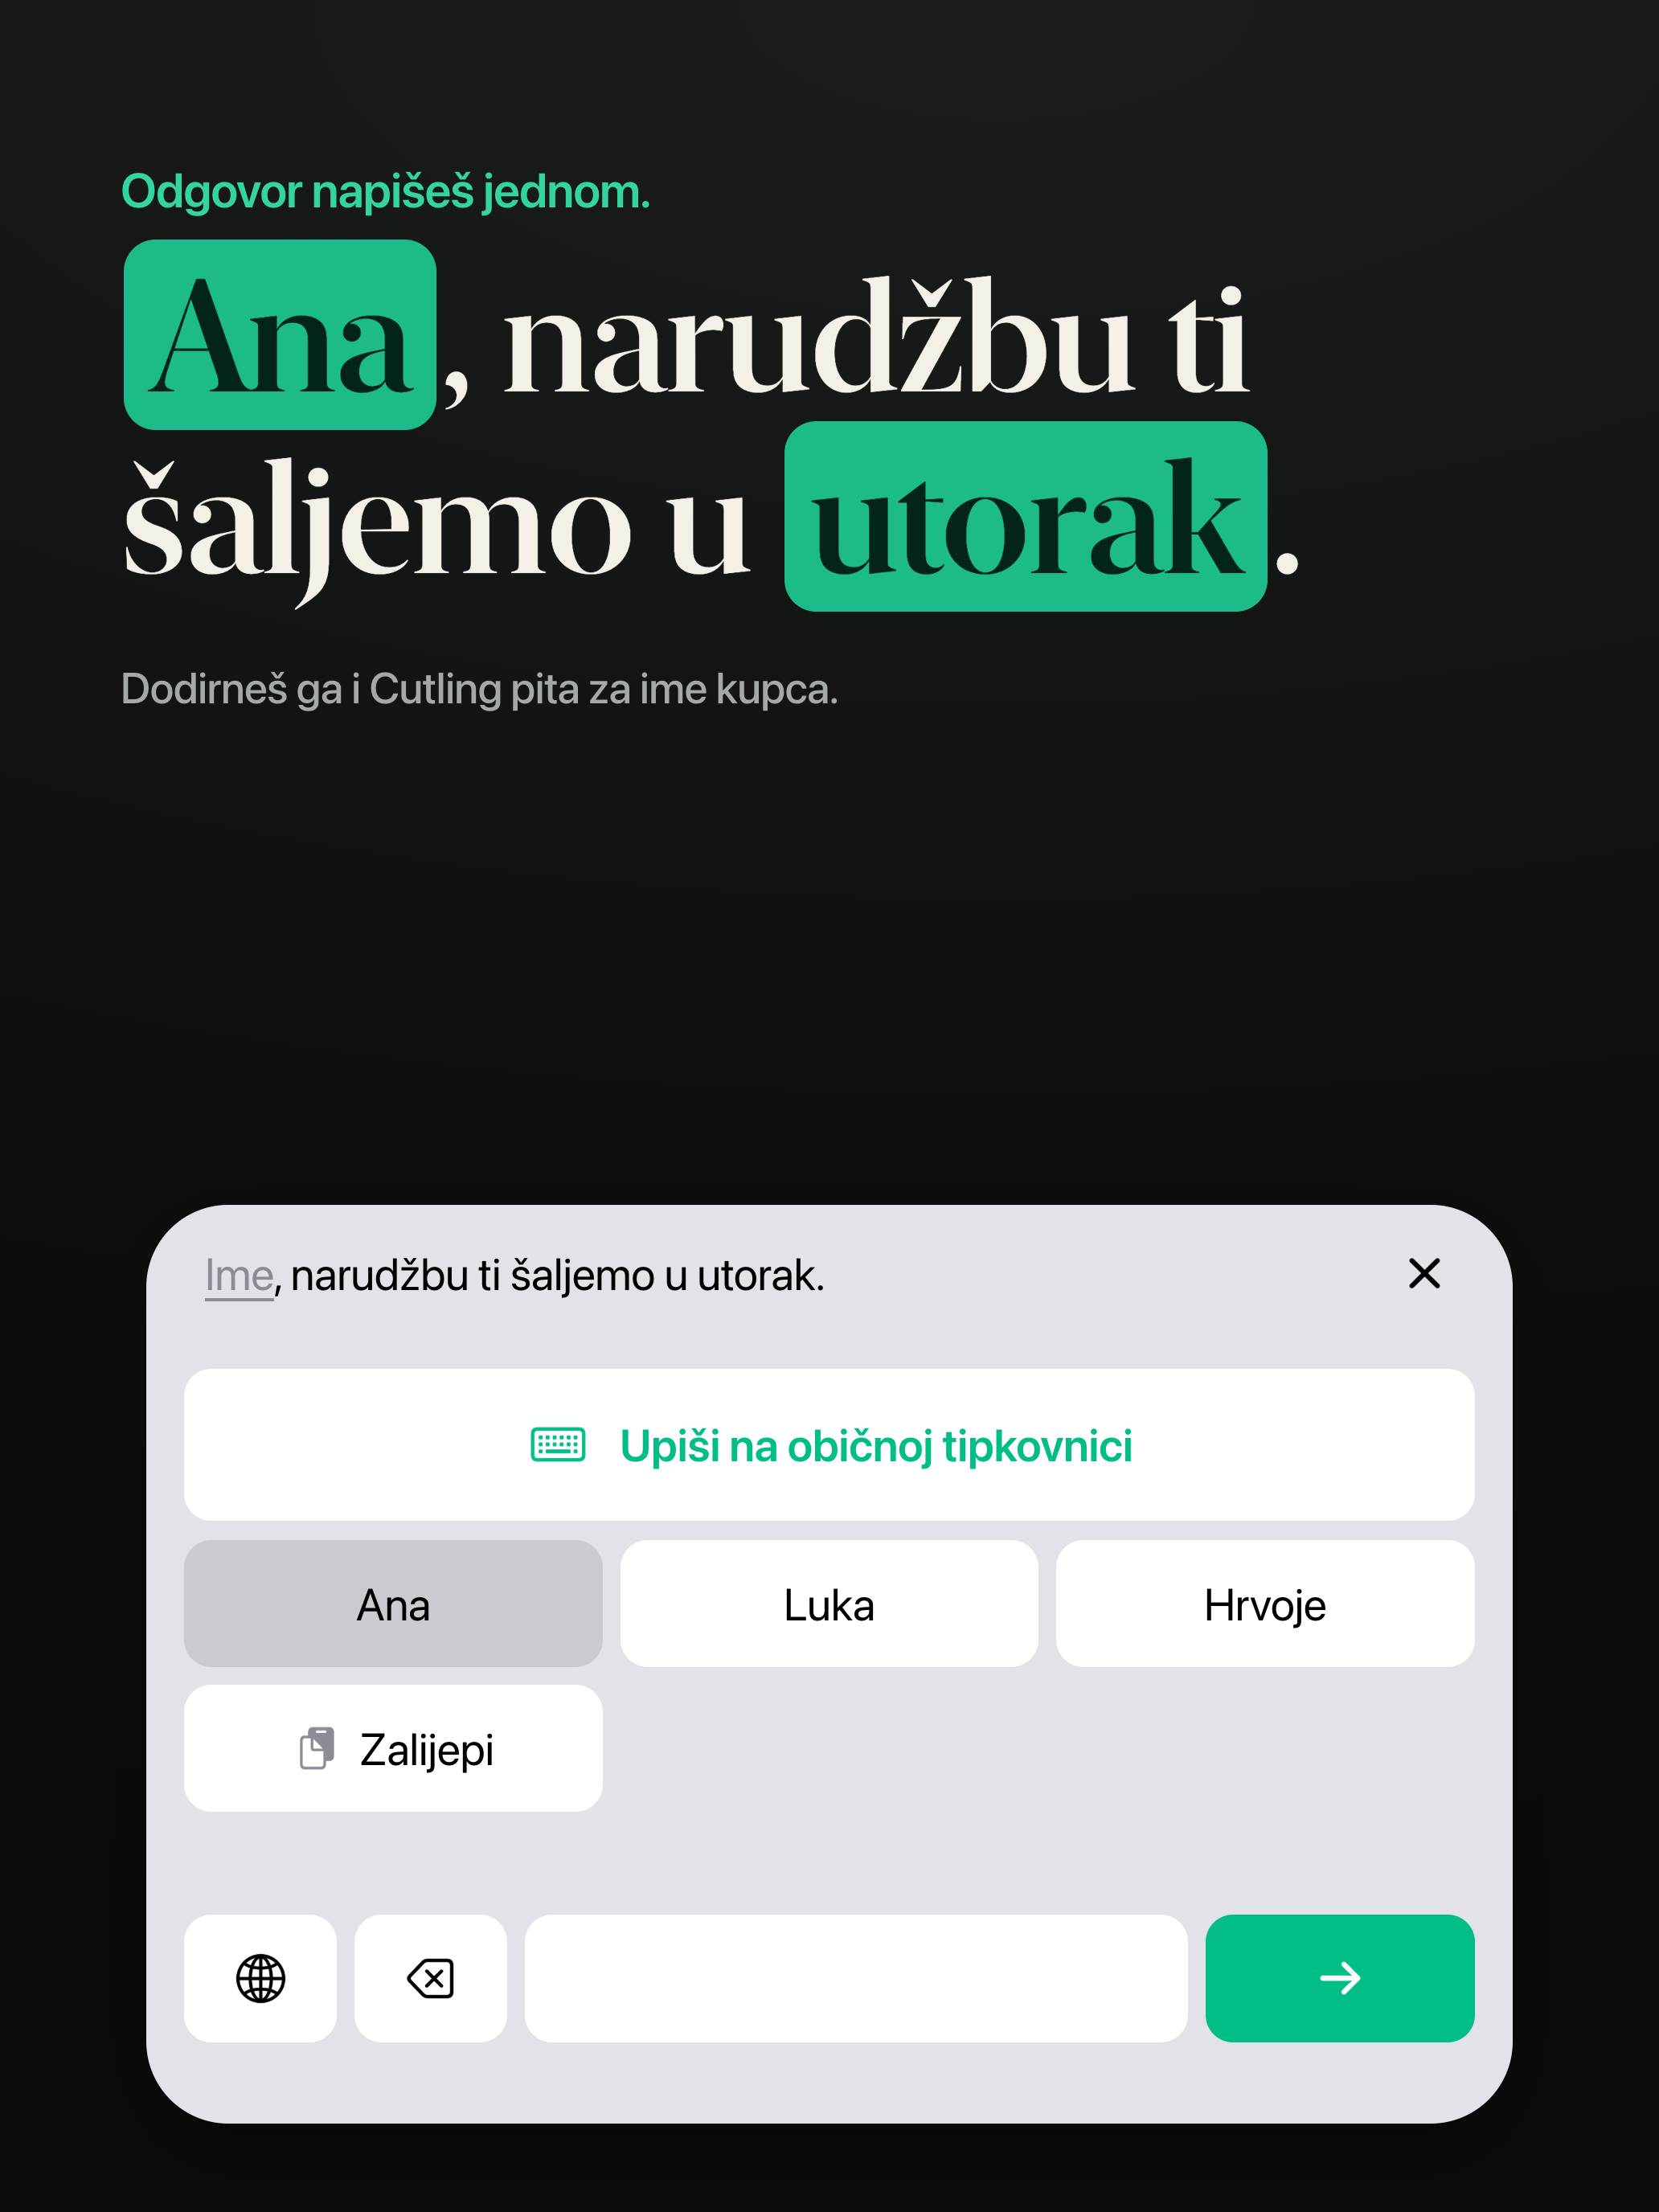 Odgovor napišeš jednom.
Ana, narudžbu ti
šaljemo u utorak.
Dodirneš ga i Cutling pita za ime kupca.
Ime, narudžbu ti šaljemo u utorak.
Upiši na običnoj tipkovnici
Ana
Luka
Hrvoje
Zalijepi